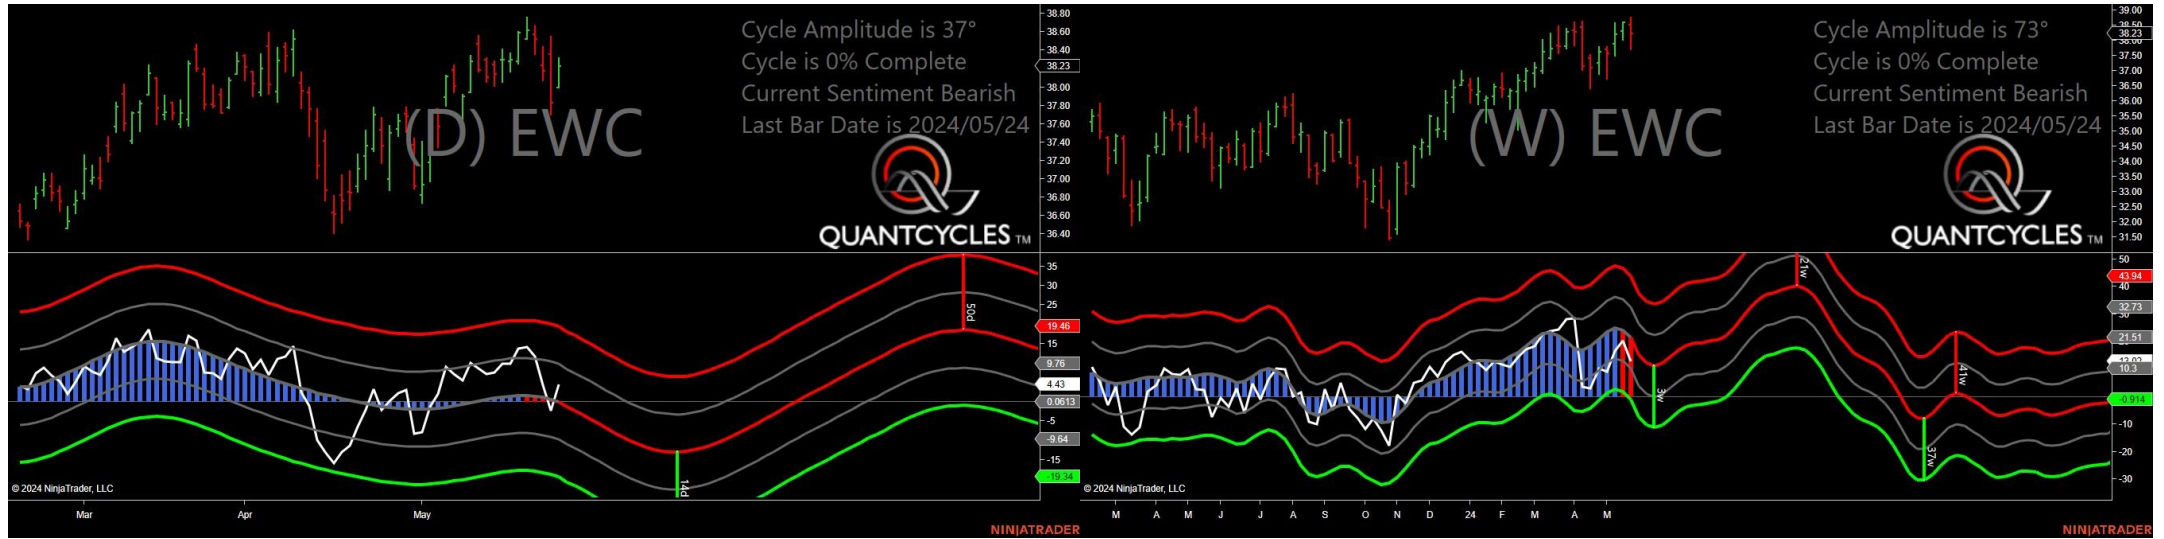 Cycle Amplitude is 37°
Cycle is 0% Complete
Current Sentiment Bearish
Last Bar Date is 2024/05/24
(D) EWC
QUANTCYCLES TM
38.80
38.60
38.40
38.23
38.00
37.80
37.60
37.40
37.20
37.00
36.80
36.60
36.40
35
30
25
19.46
15
9.76
4.43
0.0613
-5
-9.64
-15
-19.34
50d
14d
© 2024 NinjaTrader, LLC
Mar Apr May
NINJATRADER
Cycle Amplitude is 73°
Cycle is 0% Complete
Current Sentiment Bearish
Last Bar Date is 2024/05/24
(W) EWC
QUANTCYCLES TM
39.00
38.50
38.23
38.00
37.50
37.00
36.50
36.00
35.50
35.00
34.50
34.00
33.50
33.00
32.50
32.00
31.50
50
43.94
40
32.73
30
21.51
10.3
-0.914
-10
-20
-30
21w
41w
3w
37w
© 2024 NinjaTrader, LLC
M A M J J A S O N D 24 F M A M
NINJATRADER